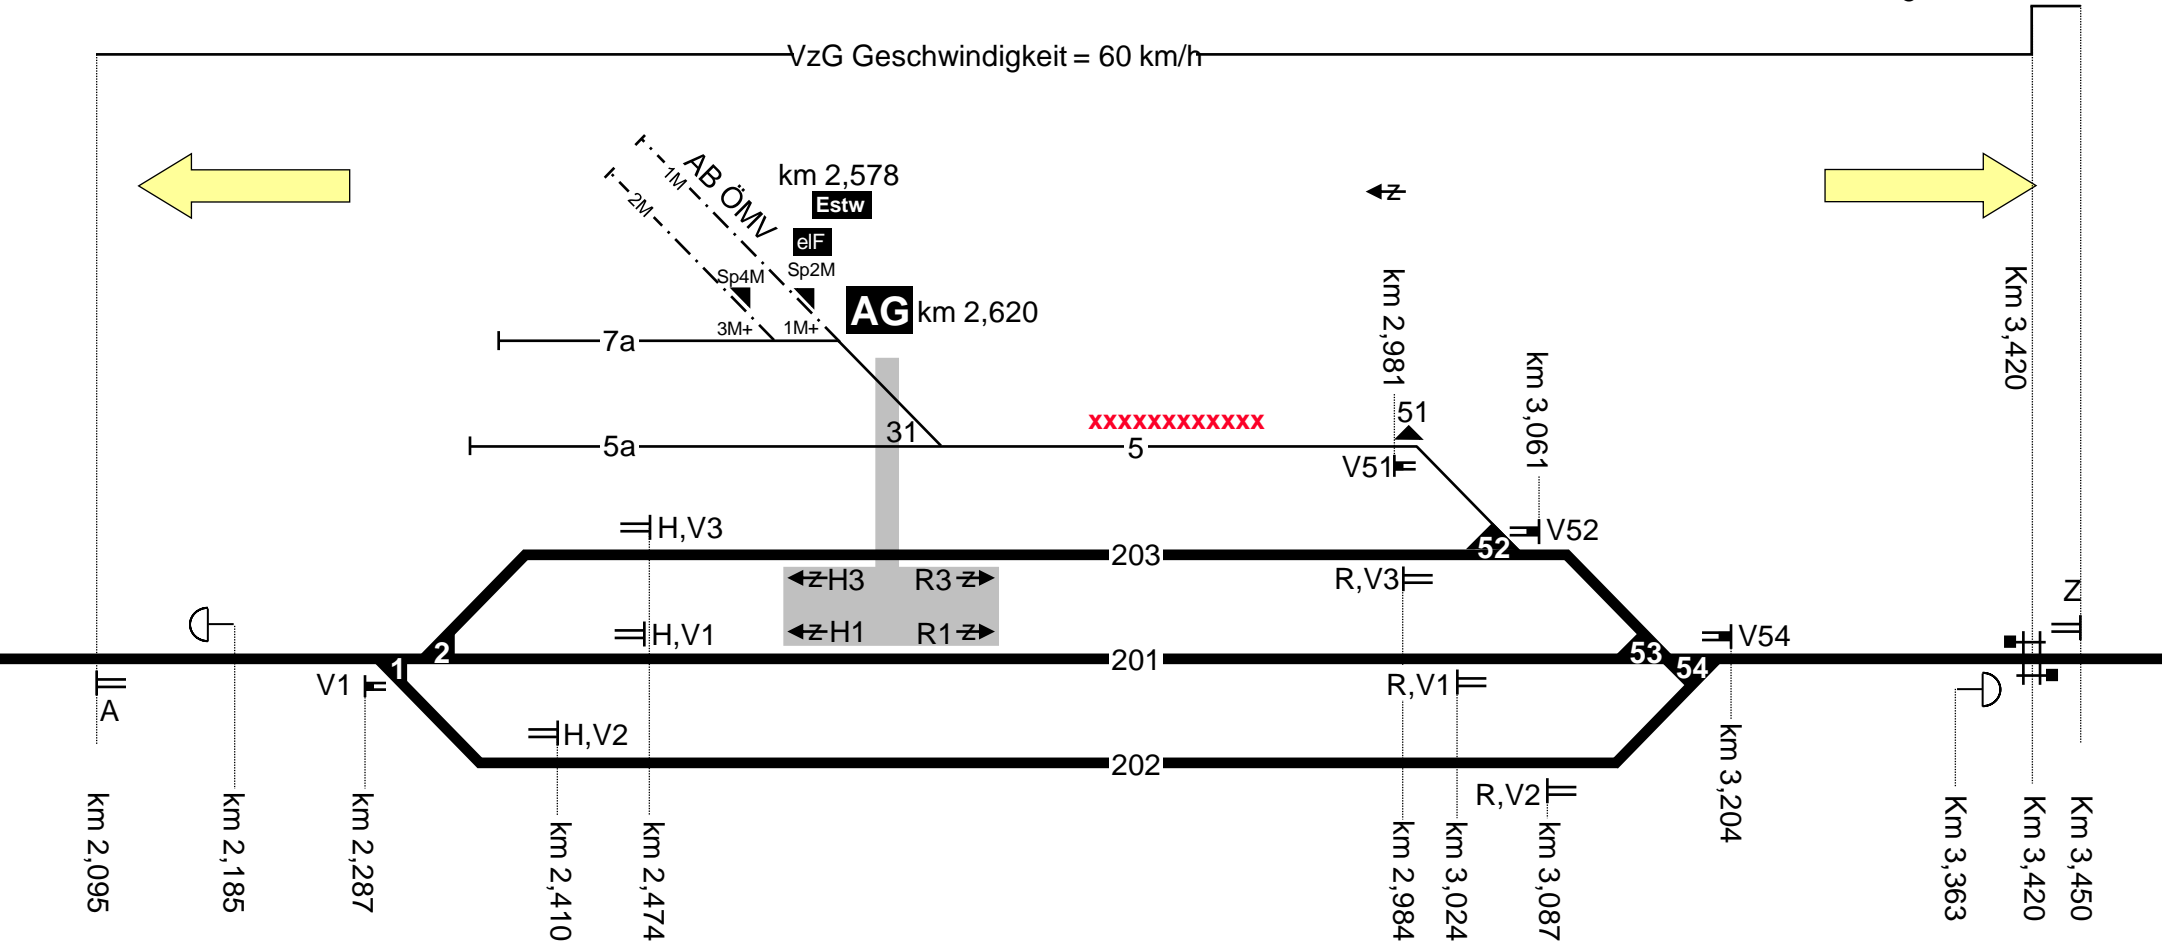 VzG Geschwindigkeit = 60 km/h
AB ÖMV
1M
2M
km 2,578
Estw
elF
Sp4M
Sp2M
3M+
1M+
AG km 2,620
z
km 2,981
km 3,061
Km 3,420
7a
xxxxxxxxxxxx
51
31
5a
5
V51
H,V3
52
V52
203
z H3
R3 z
R,V3
Z
H,V1
z H1
R1 z
V54
2
1
201
53
54
V1
A
R,V1
H,V2
202
R,V2
km 2,095
km 2,185
km 2,287
km 2,410
km 2,474
km 2,984
km 3,024
km 3,087
km 3,204
Km 3,363
Km 3,420
Km 3,450